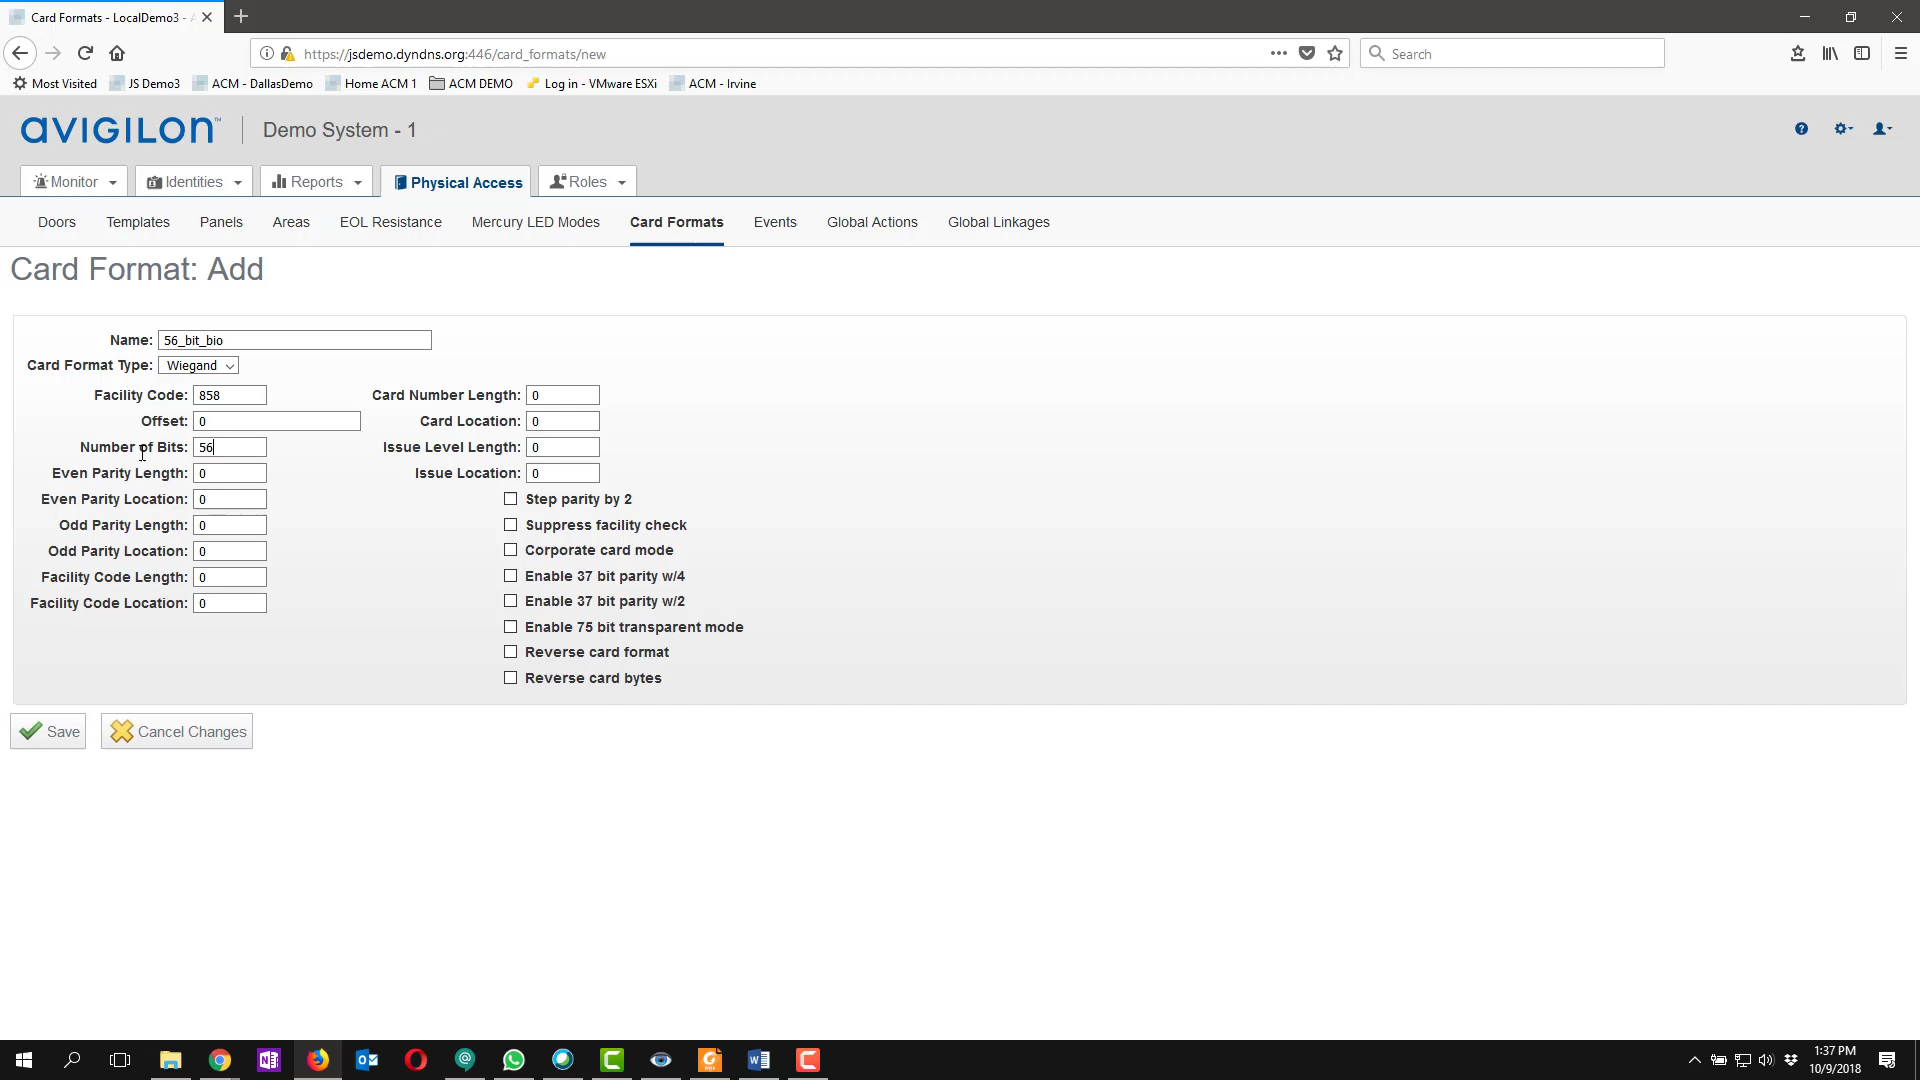 Card Formats - LocalDemo3 -
https://jsdemo.dyndns.org:446/card_formats/new
Search
Most Visited JS Demo3 ACM - DallasDemo Home ACM 1 ACM DEMO Log in - VMware ESXi ACM - Irvine
AVIGILON™ Demo System - 1
Monitor Identities Reports Physical Access Roles
Doors Templates Panels Areas EOL Resistance Mercury LED Modes Card Formats Events Global Actions Global Linkages
Card Format: Add
Name: 56_bit_bio
Card Format Type: Wiegand
Facility Code: 858 Card Number Length: 0
Offset: 0 Card Location: 0
Number of Bits: 56 Issue Level Length: 0
Even Parity Length: 0 Issue Location: 0
Even Parity Location: 0 Step parity by 2
Odd Parity Length: 0 Suppress facility check
Odd Parity Location: 0 Corporate card mode
Facility Code Length: 0 Enable 37 bit parity w/4
Facility Code Location: 0 Enable 37 bit parity w/2
Enable 75 bit transparent mode
Reverse card format
Reverse card bytes
Save Cancel Changes
1:37 PM
10/9/2018